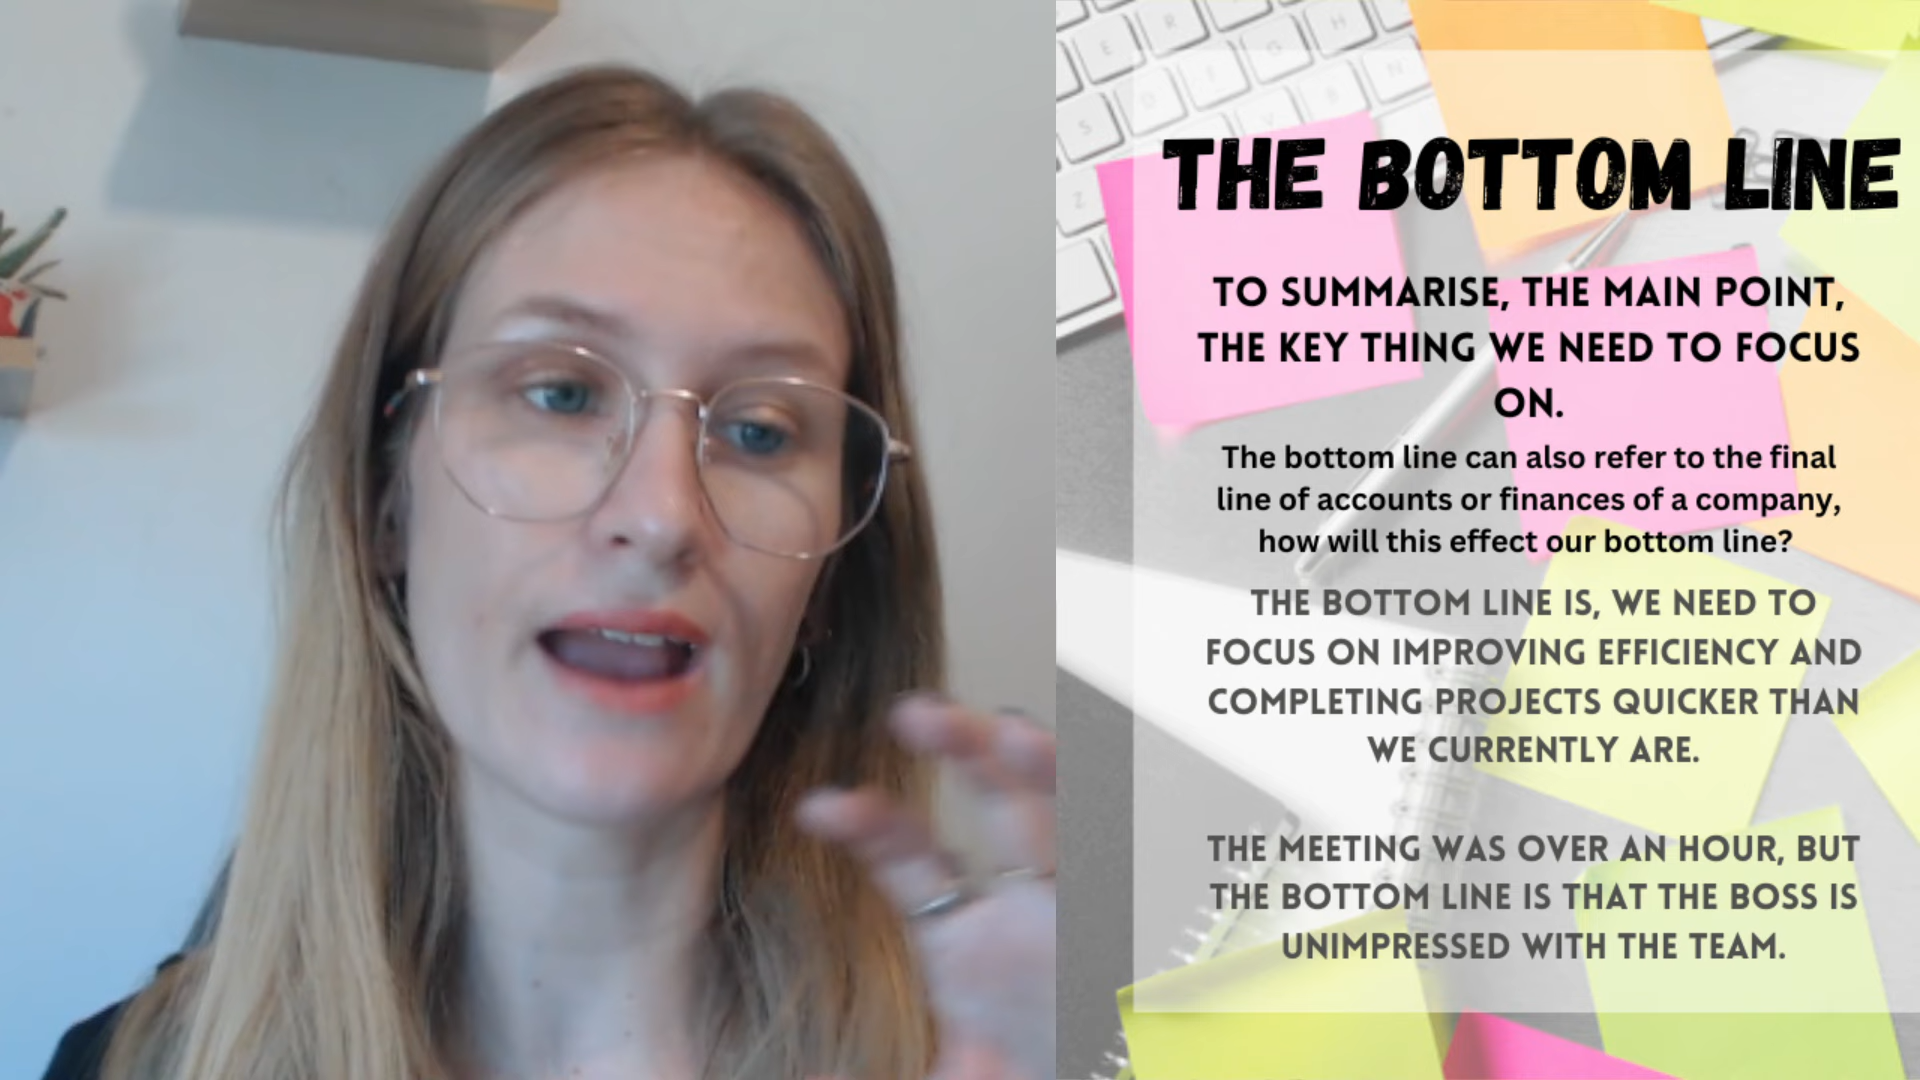 THE BOTTOM LINE
TO SUMMARISE, THE MAIN POINT,
THE KEY THING WE NEED TO FOCUS
ON.
The bottom line can also refer to the final
line of accounts or finances of a company,
how will this effect our bottom line?
THE BOTTOM LINE IS, WE NEED TO
FOCUS ON IMPROVING EFFICIENCY AND
COMPLETING PROJECTS QUICKER THAN
WE CURRENTLY ARE.
THE MEETING WAS OVER AN HOUR, BUT
THE BOTTOM LINE IS THAT THE BOSS IS
UNIMPRESSED WITH THE TEAM.